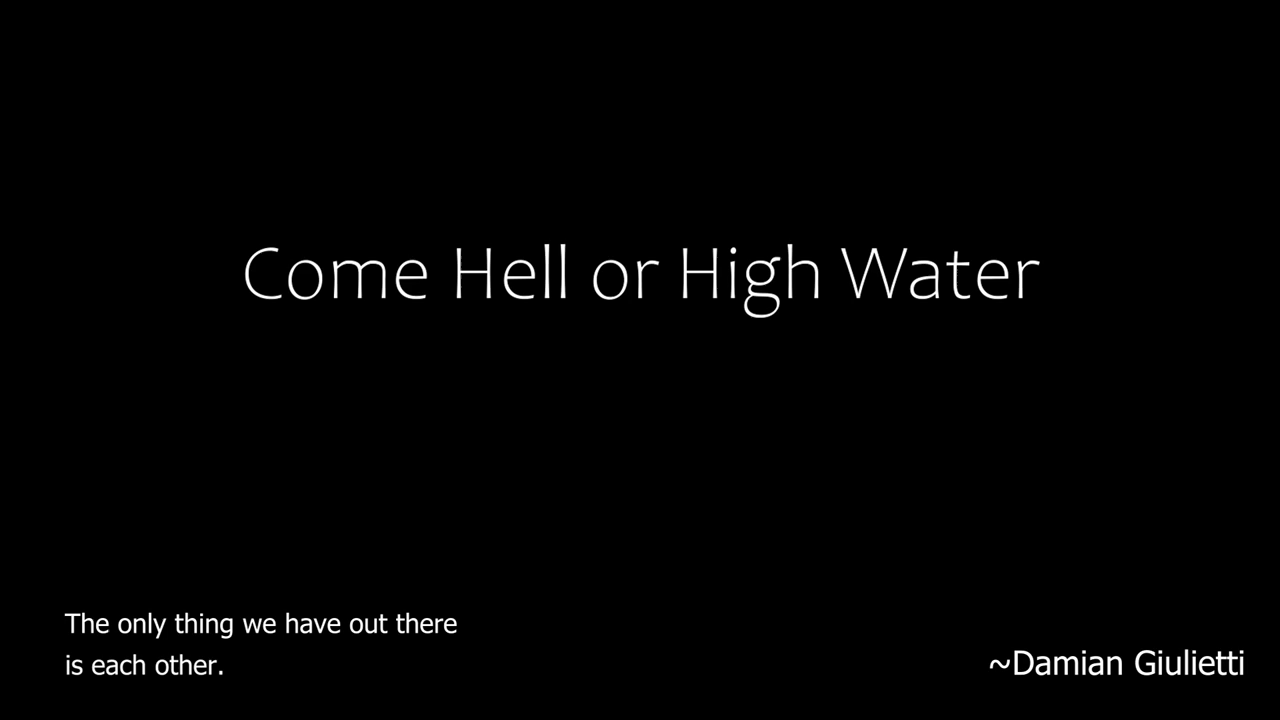 Come Hell or High Water
The only thing we have out there
is each other.
~Damian Giulietti